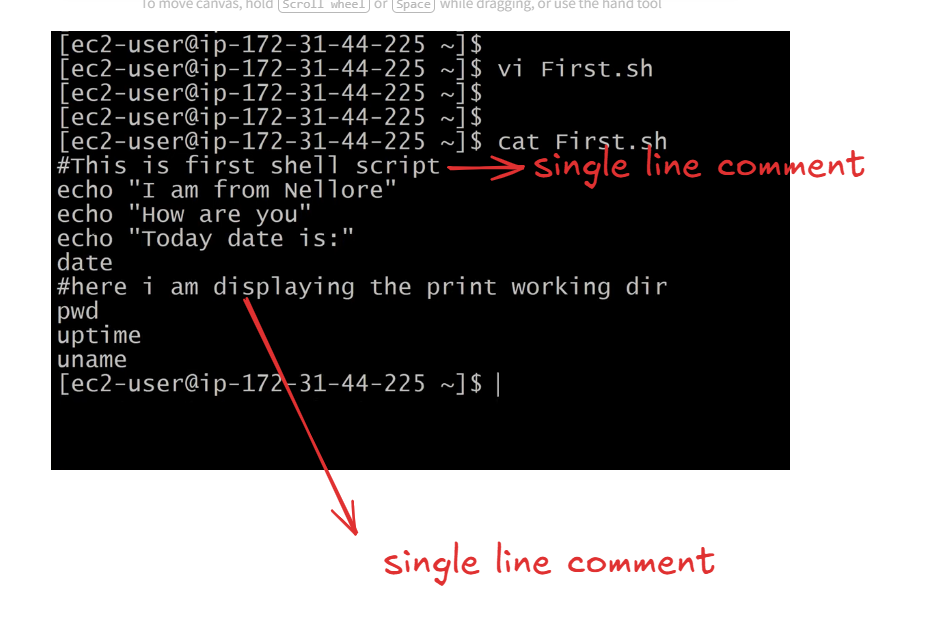 To move canvas, hold Scroll wheel or Space while dragging, or use the hand tool
[ec2-user@ip-172-31-44-225 ~]$
[ec2-user@ip-172-31-44-225 ~]$ vi First.sh
[ec2-user@ip-172-31-44-225 ~]$
[ec2-user@ip-172-31-44-225 ~]$
[ec2-user@ip-172-31-44-225 ~]$ cat First.sh
#This is first shell script single line comment
echo "I am from Nellore"
echo "How are you"
echo "Today date is:"
date
#here i am displaying the print working dir
pwd
uptime
uname
[ec2-user@ip-172-31-44-225 ~]$
single line comment